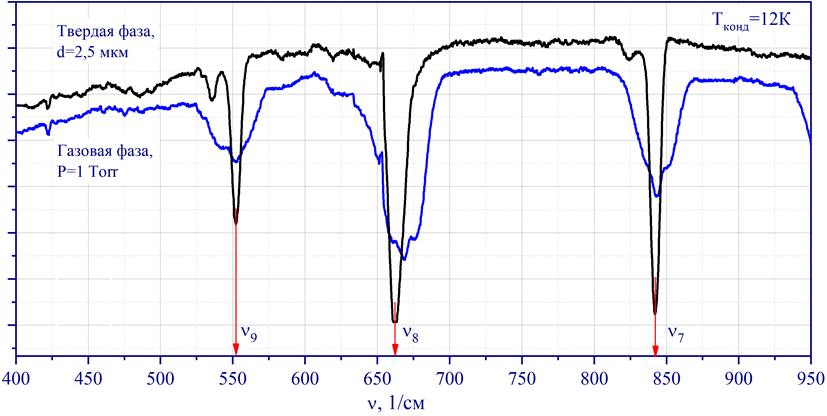 Твердая фаза,
d=2,5 мкм
Tконд=12К
Газовая фаза,
P=1 Torr
ν9
ν8
ν7
400 450 500 550 600 650 700 750 800 850 900 950
ν, 1/см